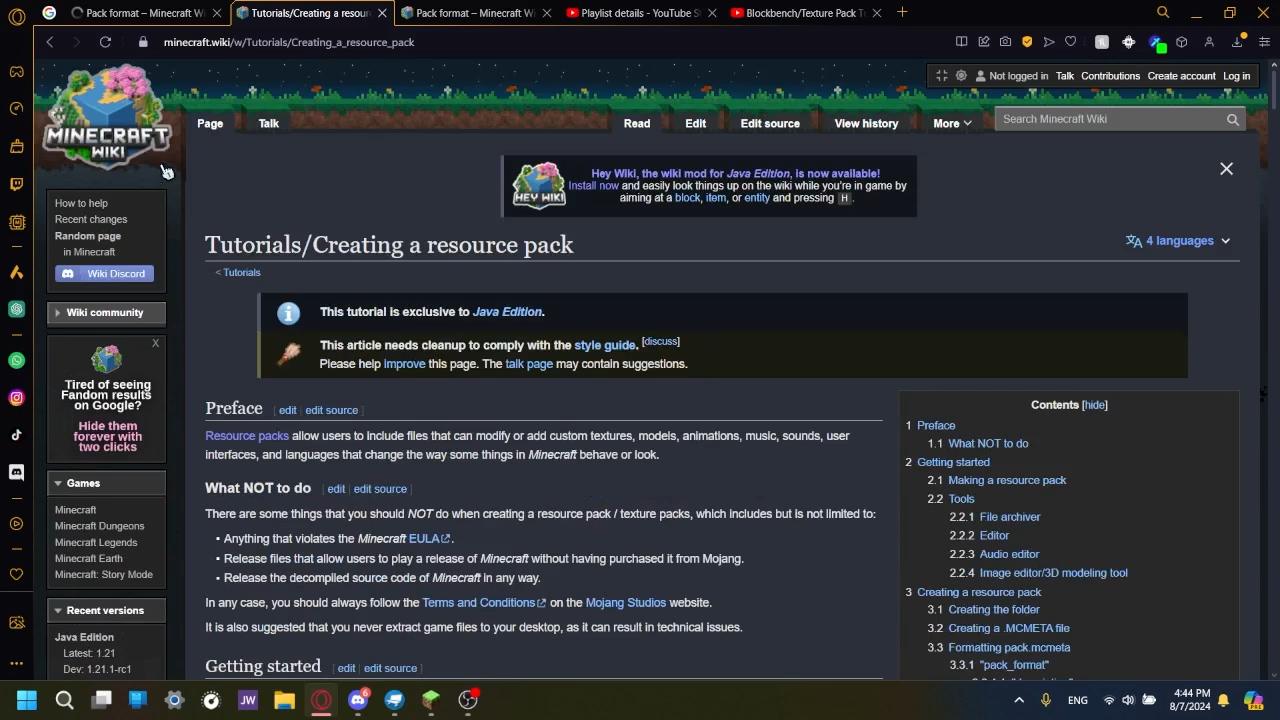 Pack format – Minecraft Wi
Tutorials/Creating a resour
Pack format – Minecraft W
Playlist details - YouTube S
Blockbench/Texture Pack T
minecraft.wiki/w/Tutorials/Creating_a_resource_pack
Not logged in Talk Contributions Create account Log in
MINECRAFT
WIKI
Page Talk Read Edit Edit source View history More
Search Minecraft Wiki
HEY WIKI
Hey Wiki, the wiki mod for Java Edition, is now available!
Install now and easily look things up on the wiki while you're in game by
aiming at a block, item, or entity and pressing H.
How to help
Recent changes
Random page
in Minecraft
Wiki Discord
Wiki community
X
Tired of seeing
Fandom results
on Google?
Hide them
forever with
two clicks
Games
Minecraft
Minecraft Dungeons
Minecraft Legends
Minecraft Earth
Minecraft: Story Mode
Recent versions
Java Edition
Latest: 1.21
Dev: 1.21.1-rc1
Tutorials/Creating a resource pack
4 languages
< Tutorials
This tutorial is exclusive to Java Edition.
This article needs cleanup to comply with the style guide. [discuss]
Please help improve this page. The talk page may contain suggestions.
Preface [ edit | edit source ]
Resource packs allow users to include files that can modify or add custom textures, models, animations, music, sounds, user
interfaces, and languages that change the way some things in Minecraft behave or look.
What NOT to do [ edit | edit source ]
There are some things that you should NOT do when creating a resource pack / texture packs, which includes but is not limited to:
▪ Anything that violates the Minecraft EULA.
▪ Release files that allow users to play a release of Minecraft without having purchased it from Mojang.
▪ Release the decompiled source code of Minecraft in any way.
In any case, you should always follow the Terms and Conditions on the Mojang Studios website.
It is also suggested that you never extract game files to your desktop, as it can result in technical issues.
Getting started [ edit | edit source ]
Contents [hide]
1 Preface
1.1 What NOT to do
2 Getting started
2.1 Making a resource pack
2.2 Tools
2.2.1 File archiver
2.2.2 Editor
2.2.3 Audio editor
2.2.4 Image editor/3D modeling tool
3 Creating a resource pack
3.1 Creating the folder
3.2 Creating a .MCMETA file
3.3 Formatting pack.mcmeta
3.3.1 "pack_format"
JW
6
ENG
4:44 PM
8/7/2024